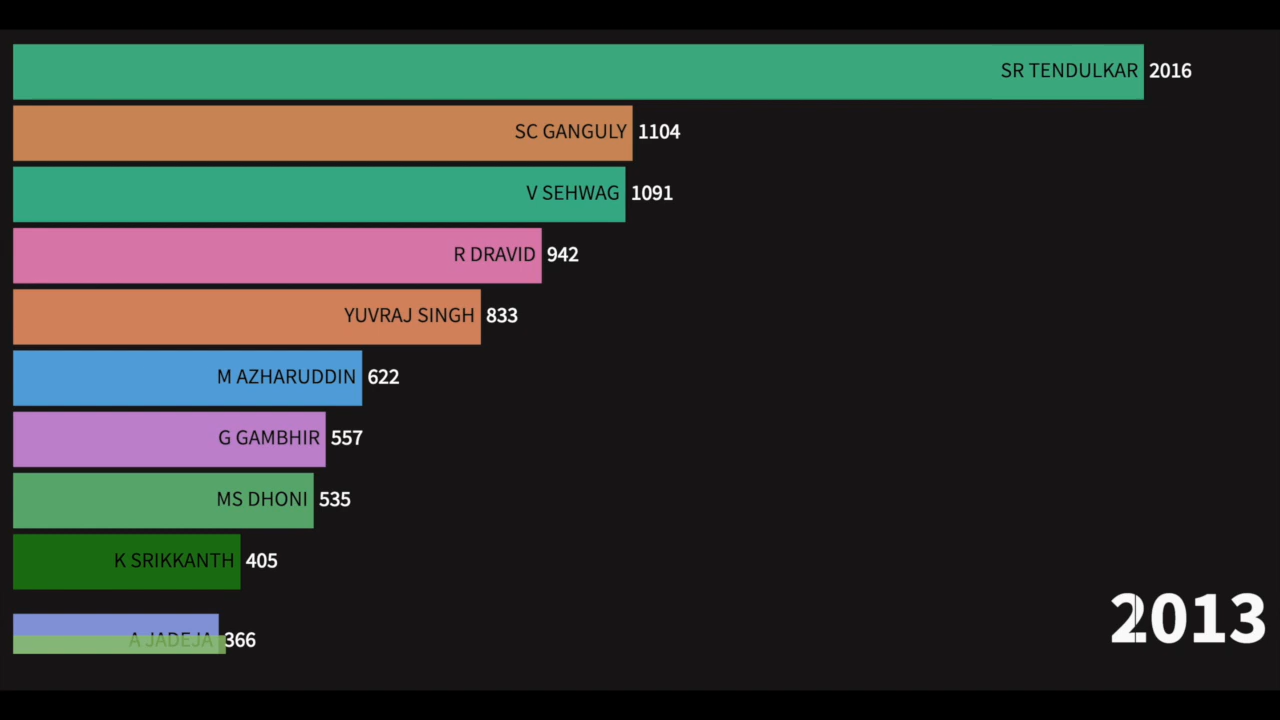 SR TENDULKAR 2016
SC GANGULY 1104
V SEHWAG 1091
R DRAVID 942
YUVRAJ SINGH 833
M AZHARUDDIN 622
G GAMBHIR 557
MS DHONI 535
K SRIKKANTH 405
A JADEJA 366
2013